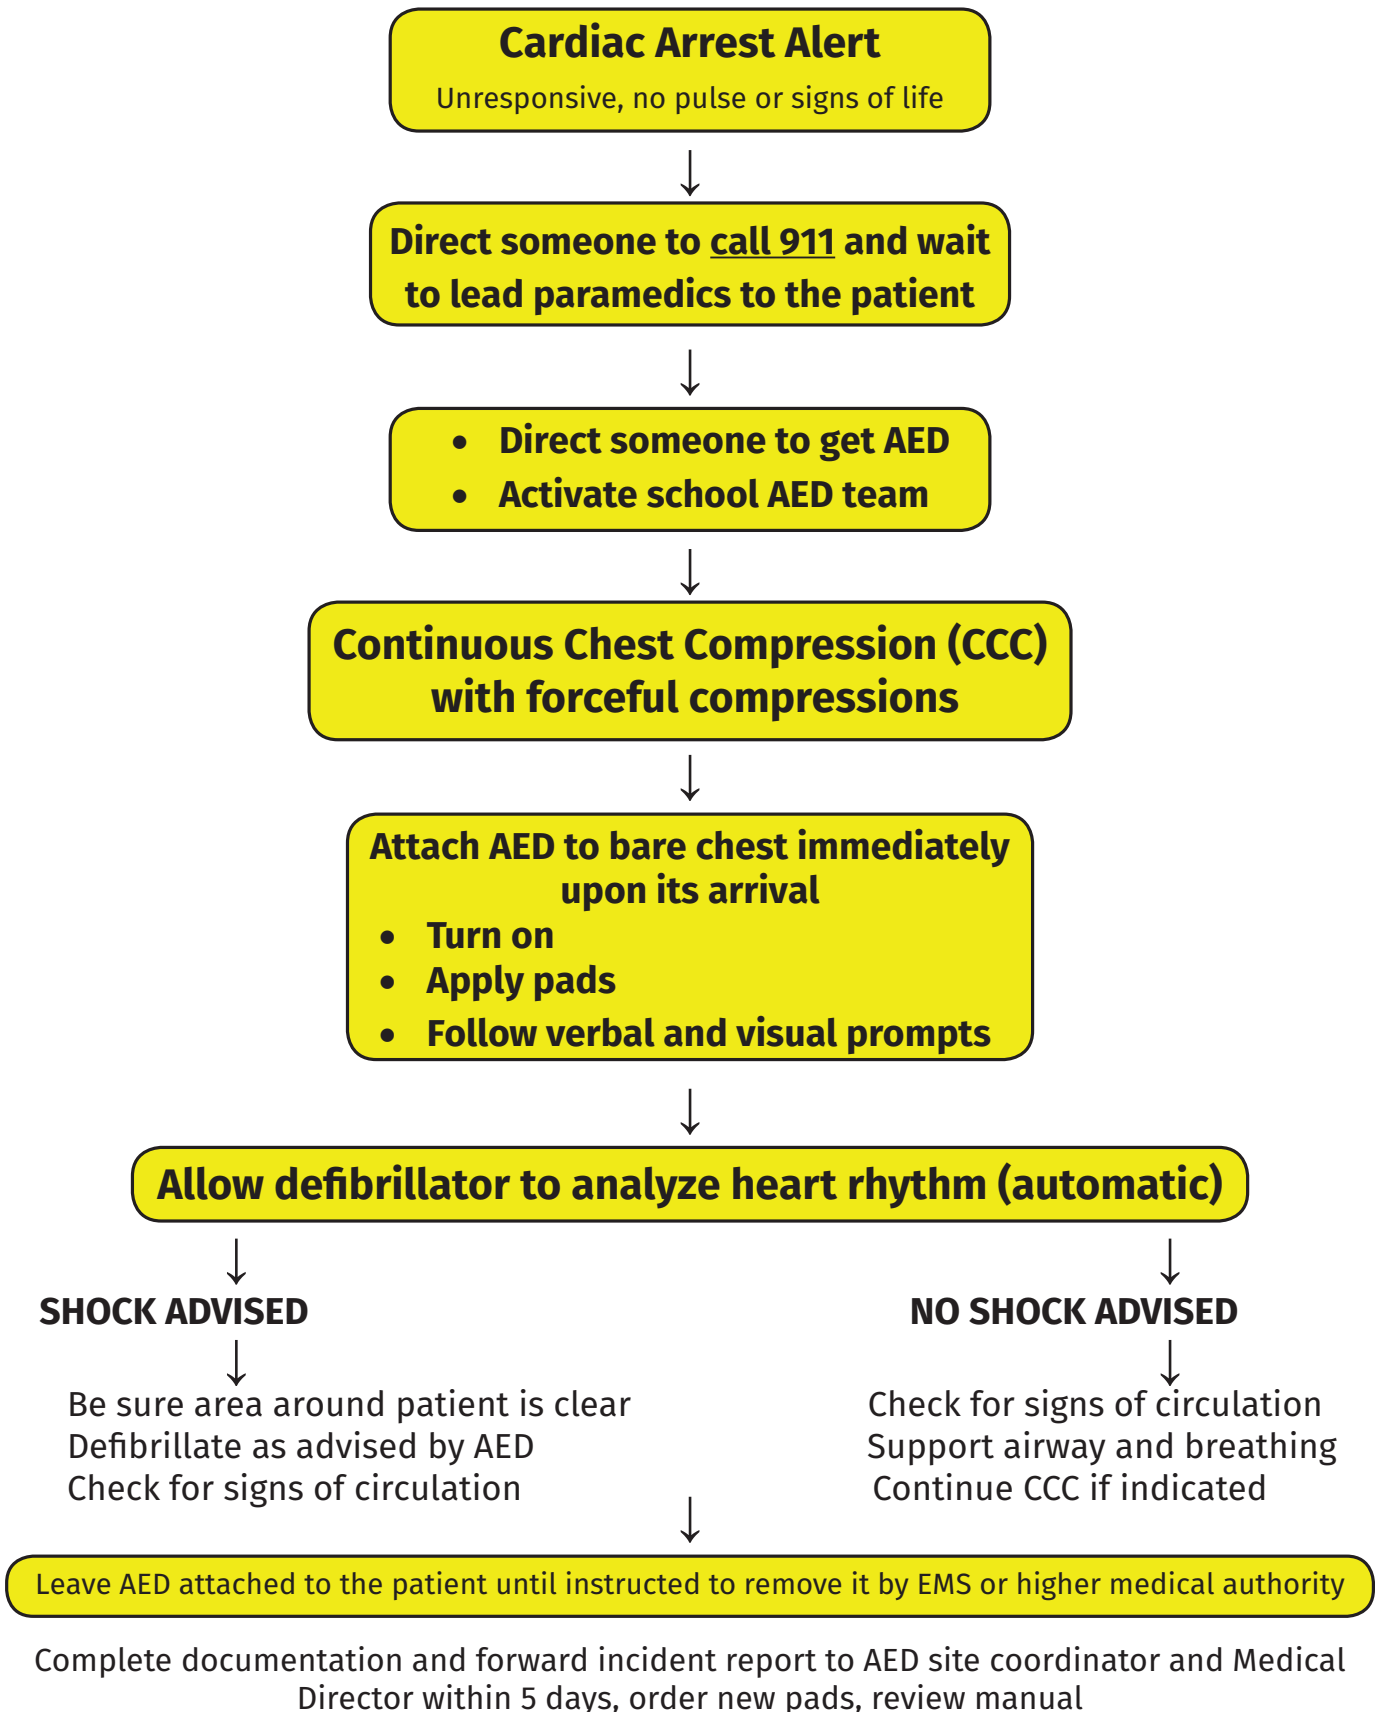 Cardiac Arrest Alert
Unresponsive, no pulse or signs of life
Direct someone to call 911 and wait
to lead paramedics to the patient
• Direct someone to get AED
• Activate school AED team
Continuous Chest Compression (CCC)
with forceful compressions
Attach AED to bare chest immediately
upon its arrival
• Turn on
• Apply pads
• Follow verbal and visual prompts
Allow defibrillator to analyze heart rhythm (automatic)
SHOCK ADVISED
Be sure area around patient is clear
Defibrillate as advised by AED
Check for signs of circulation
NO SHOCK ADVISED
Check for signs of circulation
Support airway and breathing
Continue CCC if indicated
Leave AED attached to the patient until instructed to remove it by EMS or higher medical authority
Complete documentation and forward incident report to AED site coordinator and Medical
Director within 5 days, order new pads, review manual